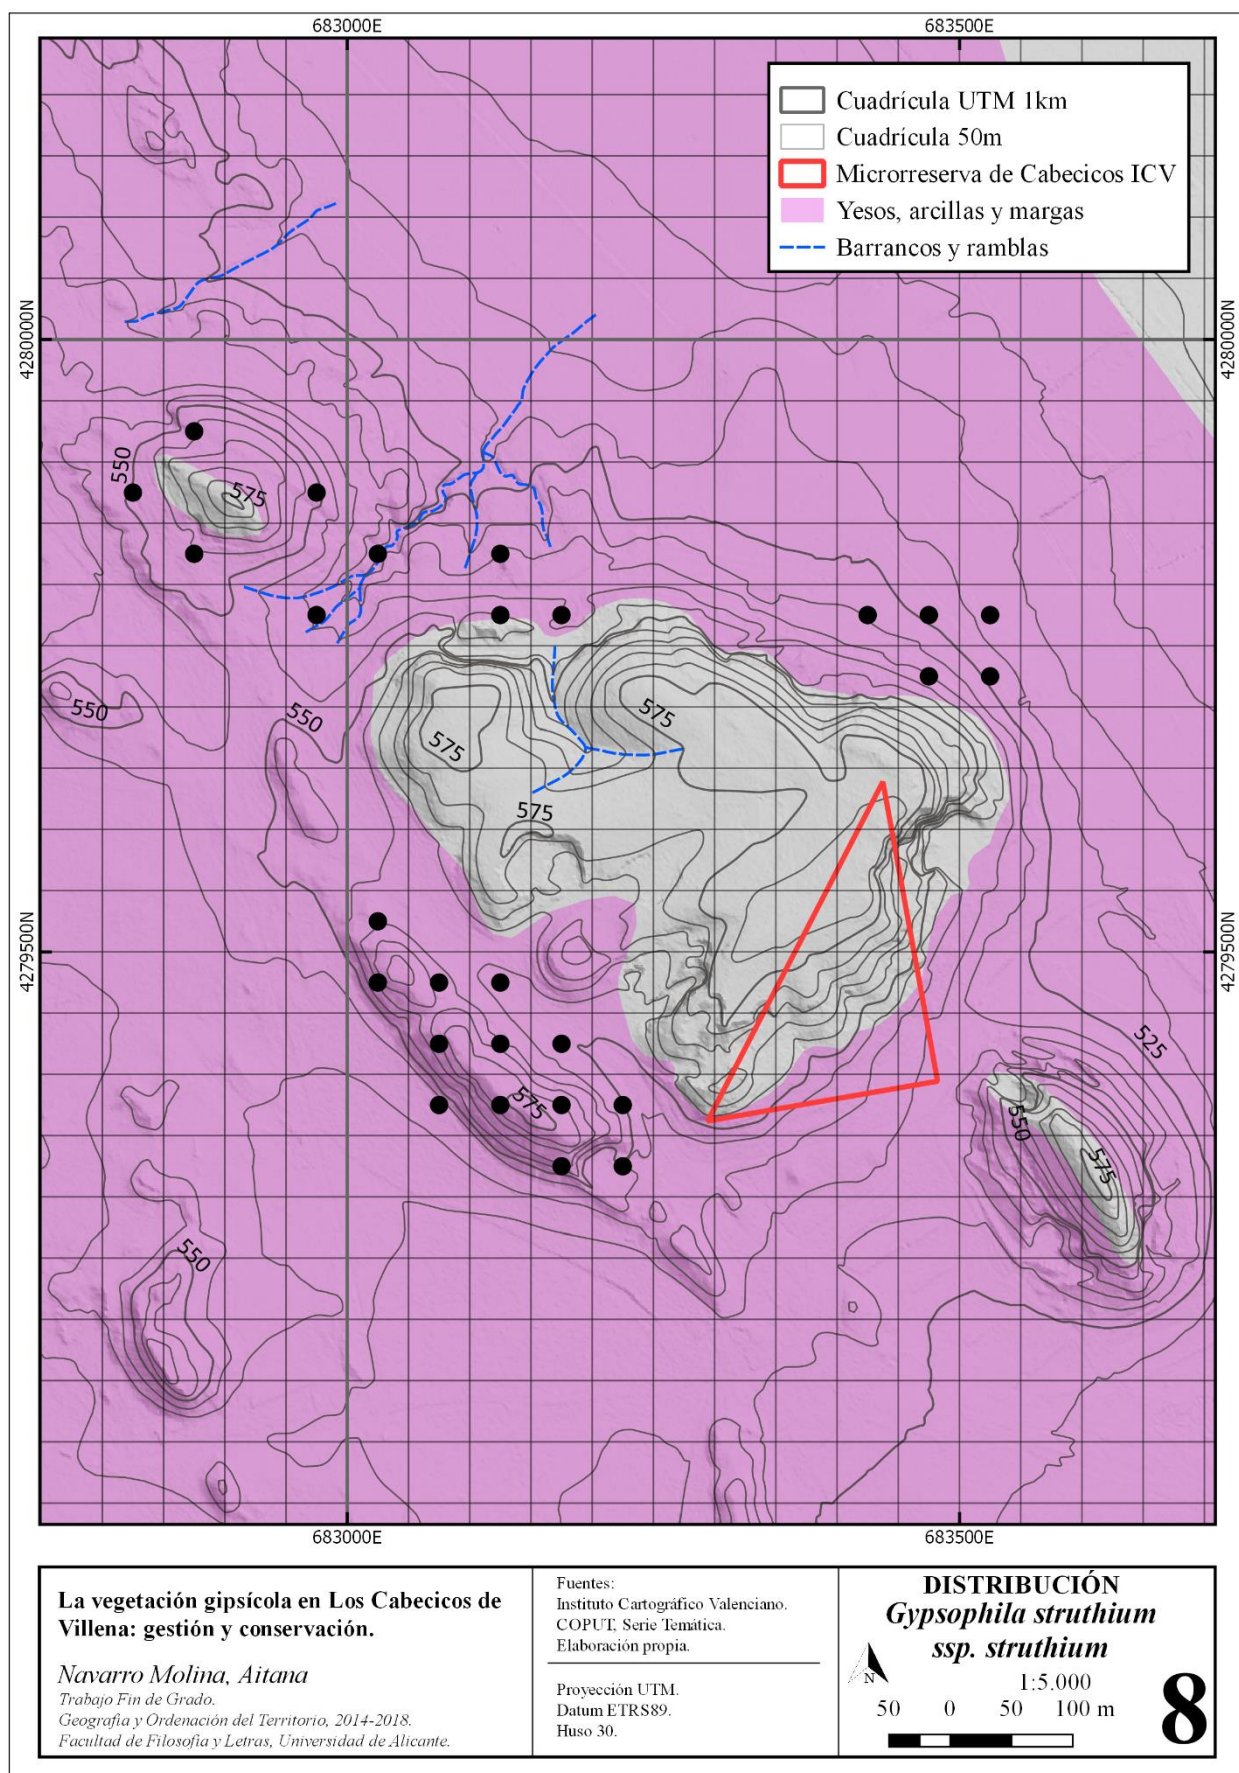 683000E
683500E
Cuadrícula UTM 1km
Cuadrícula 50m
Microrreserva de Cabecicos ICV
Yesos, arcillas y margas
Barrancos y ramblas
4280000N
4280000N
550
575
550
550
575
575
575
4279500N
4279500N
525
575
550
575
550
683000E
683500E
La vegetación gipsícola en Los Cabecicos de
Villena: gestión y conservación.
Navarro Molina, Aitana
Trabajo Fin de Grado.
Geografía y Ordenación del Territorio, 2014-2018.
Facultad de Filosofía y Letras, Universidad de Alicante.
Fuentes:
Instituto Cartográfico Valenciano.
COPUT, Serie Temática.
Elaboración propia.
Proyección UTM.
Datum ETRS89.
Huso 30.
DISTRIBUCIÓN
Gypsophila struthium
ssp. struthium
N
1:5.000
50 0 50 100 m
8